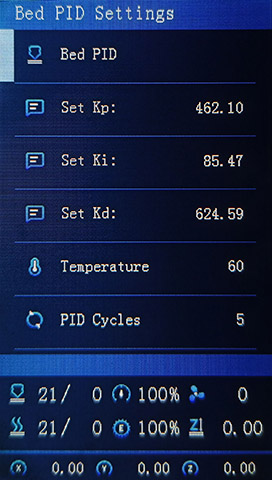 Bed PID Settings
Bed PID
Set Kp: 462.10
Set Ki: 85.47
Set Kd: 624.59
Temperature 60
PID Cycles 5
21/ 0 100% 0
21/ 0 E 100% Z 0.00
X 0.00 Y 0.00 Z 0.00